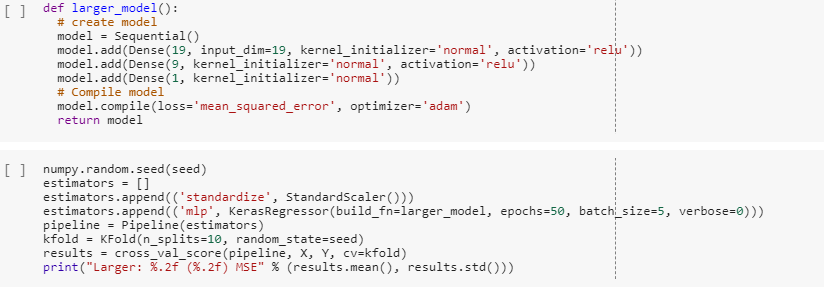 [ ] def larger_model():
# create model
model = Sequential()
model.add(Dense(19, input_dim=19, kernel_initializer='normal', activation='relu'))
model.add(Dense(9, kernel_initializer='normal', activation='relu'))
model.add(Dense(1, kernel_initializer='normal'))
# Compile model
model.compile(loss='mean_squared_error', optimizer='adam')
return model
[ ] numpy.random.seed(seed)
estimators = []
estimators.append(('standardize', StandardScaler()))
estimators.append(('mlp', KerasRegressor(build_fn=larger_model, epochs=50, batch_size=5, verbose=0)))
pipeline = Pipeline(estimators)
kfold = KFold(n_splits=10, random_state=seed)
results = cross_val_score(pipeline, X, Y, cv=kfold)
print("Larger: %.2f (%.2f) MSE" % (results.mean(), results.std()))